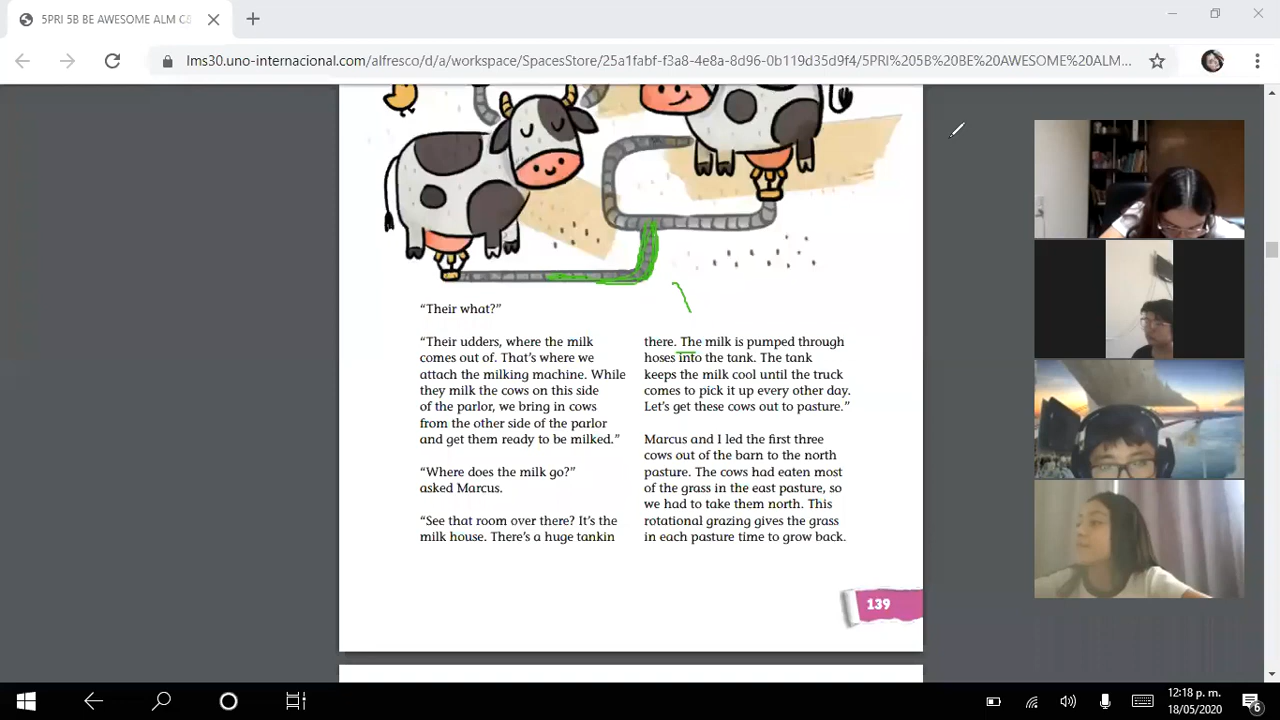 5PRI 5B BE AWESOME ALM C8
lms30.uno-internacional.com/alfresco/d/a/workspace/SpacesStore/25a1fabf-f3a8-4e8a-8d96-0b119d35d9f4/5PRI%205B%20BE%20AWESOME%20ALM...
“Their what?”
“Their udders, where the milk
comes out of. That’s where we
attach the milking machine. While
they milk the cows on this side
of the parlor, we bring in cows
from the other side of the parlor
and get them ready to be milked.”
“Where does the milk go?”
asked Marcus.
“See that room over there? It’s the
milk house. There’s a huge tankin
there. The milk is pumped through
hoses into the tank. The tank
keeps the milk cool until the truck
comes to pick it up every other day.
Let’s get these cows out to pasture.”
Marcus and I led the first three
cows out of the barn to the north
pasture. The cows had eaten most
of the grass in the east pasture, so
we had to take them north. This
rotational grazing gives the grass
in each pasture time to grow back.
139
12:18 p. m.
18/05/2020
6